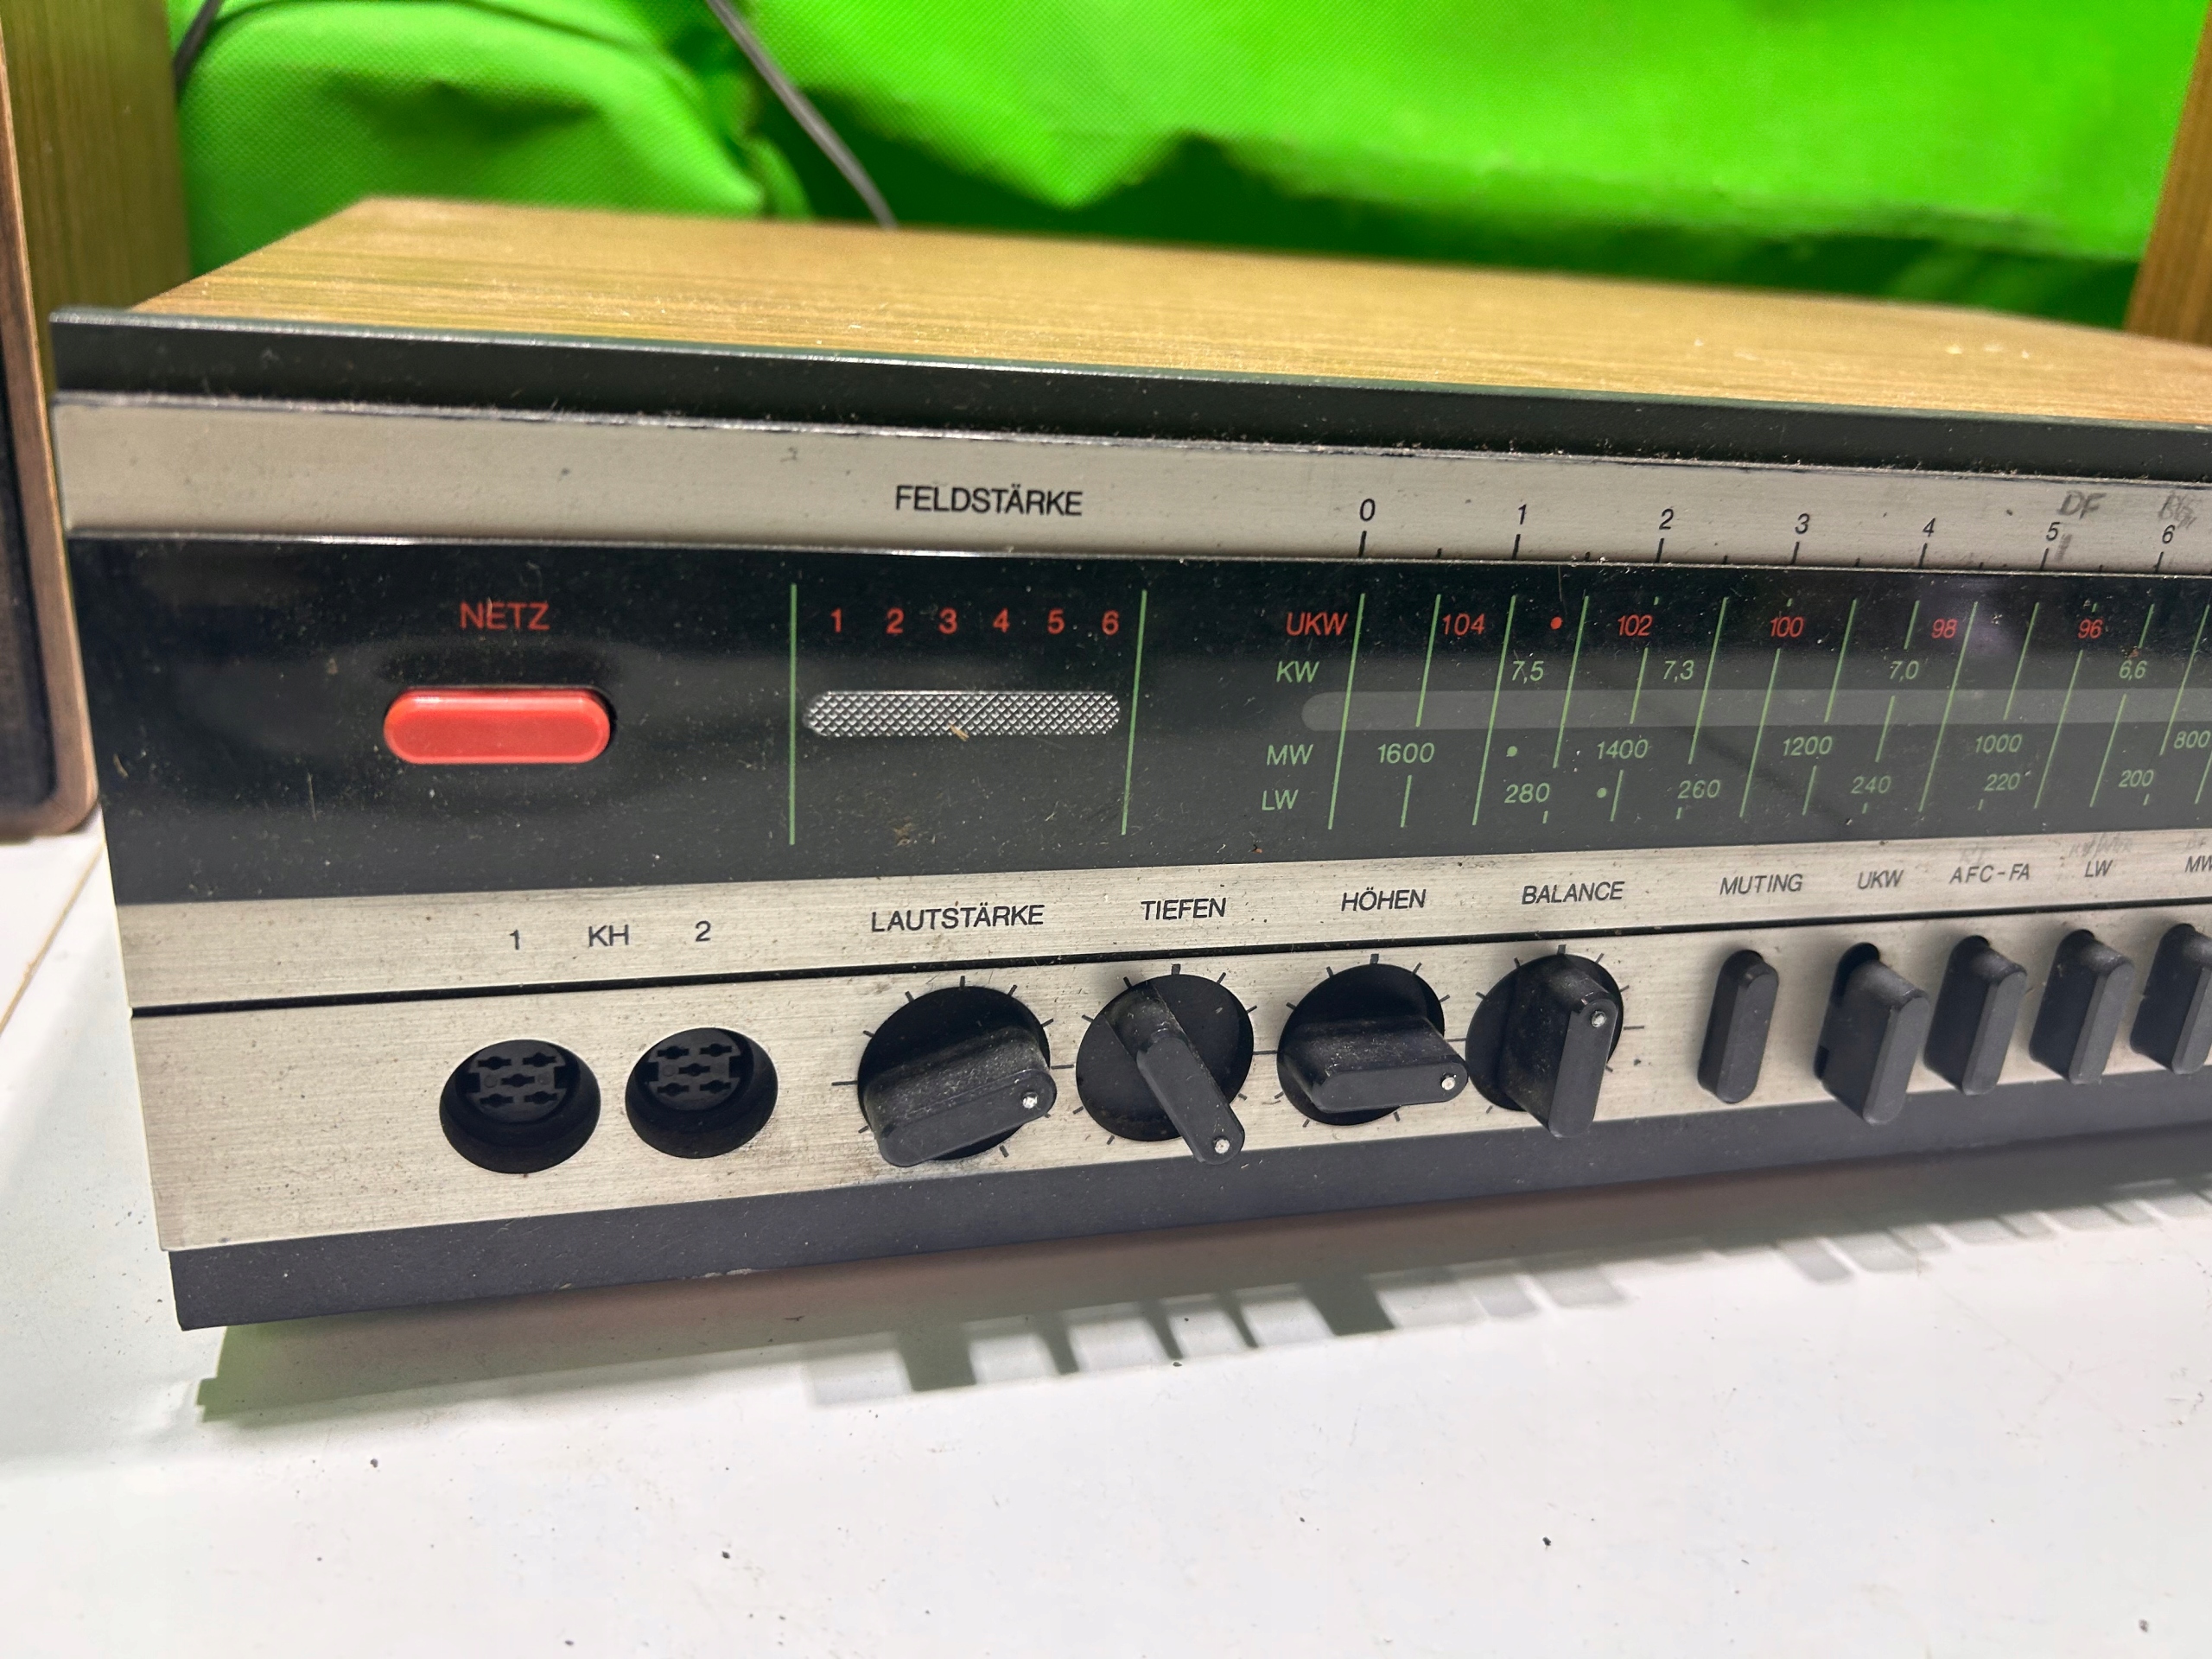 FELDSTÄRKE 0 1 2 3 4 5 DF 6
NETZ 1 2 3 4 5 6 UKW 104 102 100 98 96
KW 7,5 7,3 7,0 6,6
MW 1600 1400 1200 1000 800
LW 280 260 240 220 200
1 KH 2 LAUTSTÄRKE TIEFEN HÖHEN BALANCE MUTING UKW AFC-FA LW MW